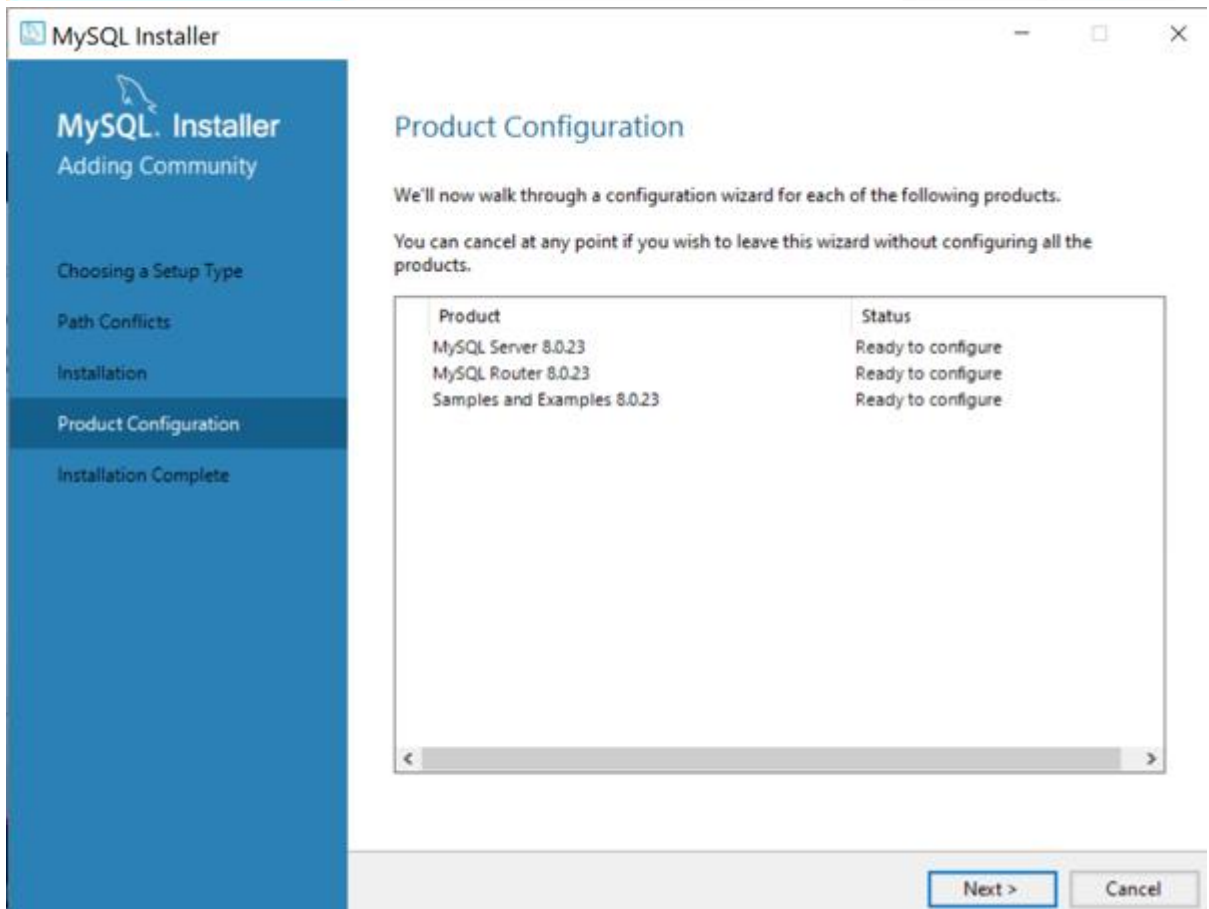 MySQL Installer
MySQL. Installer
Adding Community
Choosing a Setup Type
Path Conflicts
Installation
Product Configuration
Installation Complete
Product Configuration
We'll now walk through a configuration wizard for each of the following products.
You can cancel at any point if you wish to leave this wizard without configuring all the
products.
Product Status
MySQL Server 8.0.23 Ready to configure
MySQL Router 8.0.23 Ready to configure
Samples and Examples 8.0.23 Ready to configure
Next > Cancel